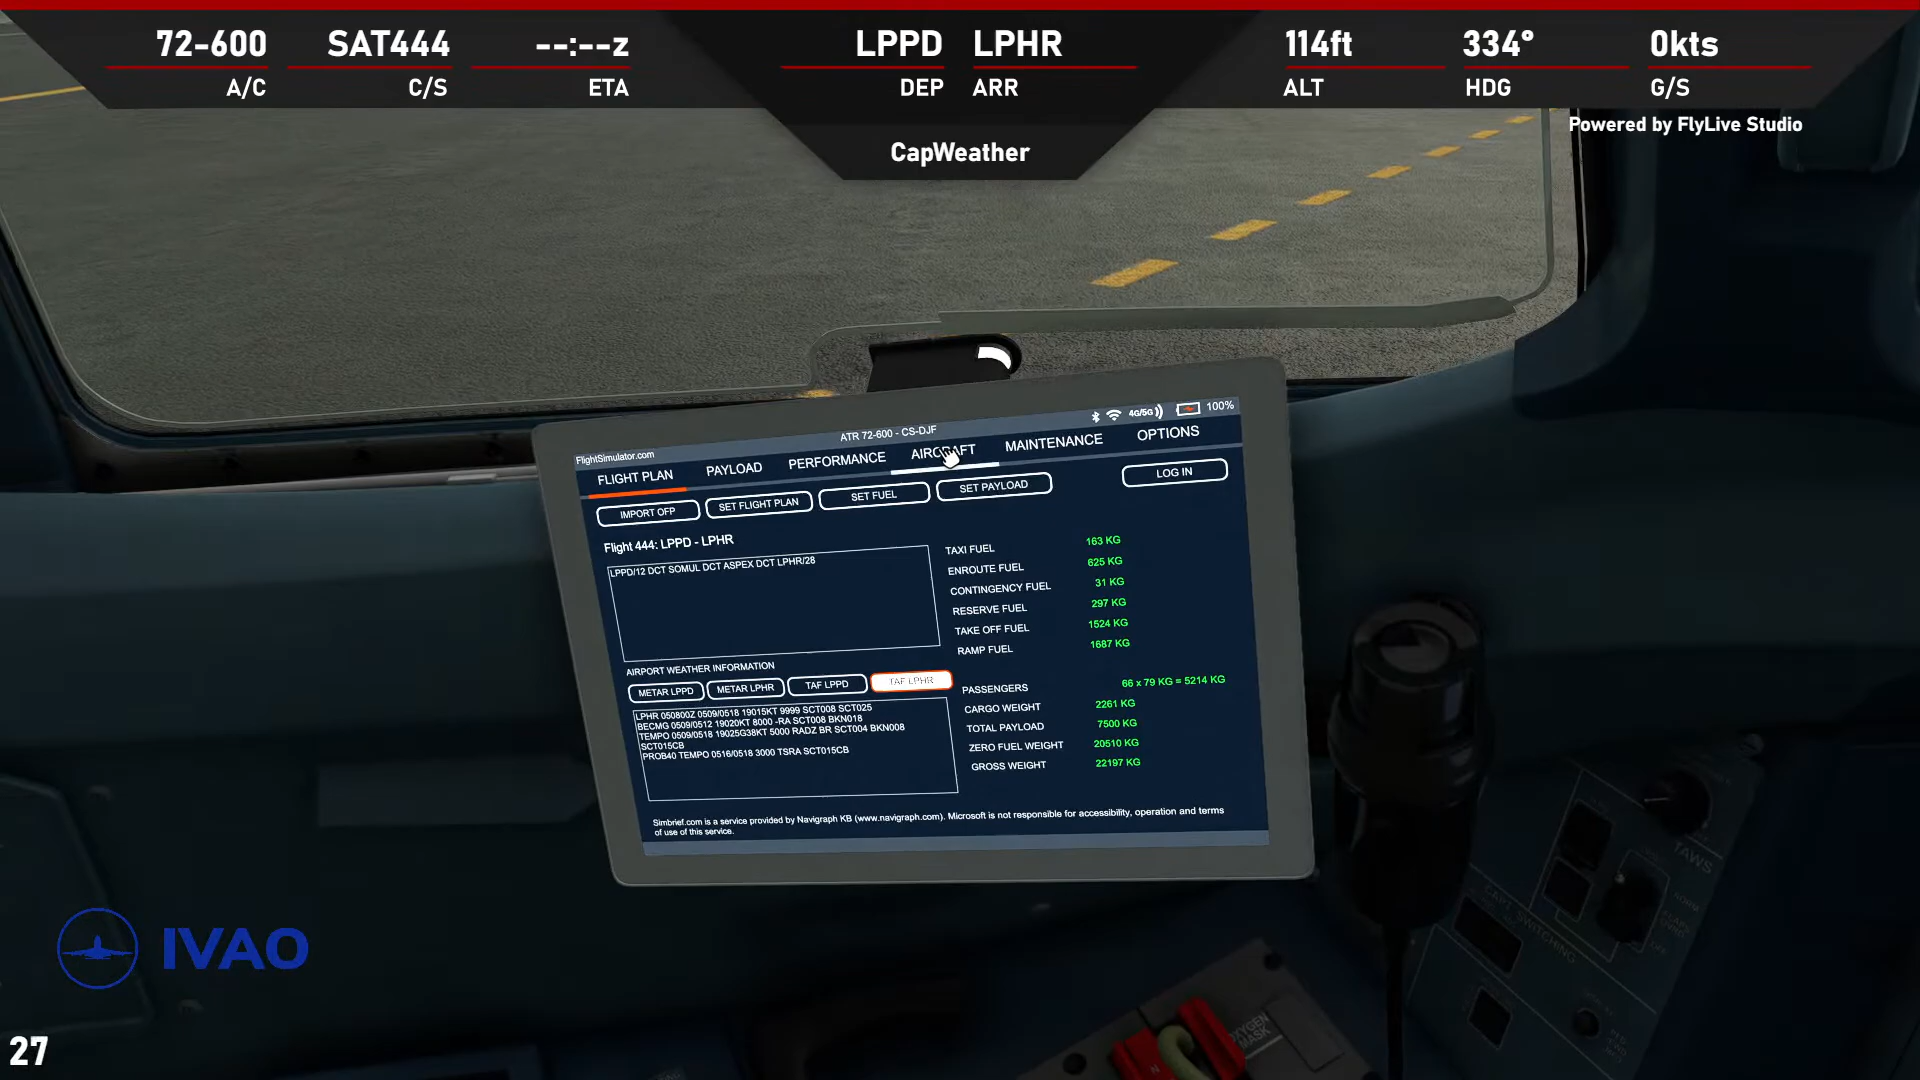 72-600
A/C
SAT444
C/S
--:--z
ETA
LPPD
DEP
LPHR
ARR
114ft
ALT
334°
HDG
0kts
G/S
Powered by FlyLive Studio
CapWeather
FlightSimulator.com
ATR 72-600 - CS-DJF
4G/5G
100%
FLIGHT PLAN
PAYLOAD
PERFORMANCE
AIRCRAFT
MAINTENANCE
OPTIONS
IMPORT OFP
SET FLIGHT PLAN
SET FUEL
SET PAYLOAD
LOG IN
Flight 444: LPPD - LPHR
LPPD/12 DCT SOMUL DCT ASPEX DCT LPHR/28
TAXI FUEL 163 KG
ENROUTE FUEL 625 KG
CONTINGENCY FUEL 31 KG
RESERVE FUEL 297 KG
TAKE OFF FUEL 1524 KG
RAMP FUEL 1687 KG
AIRPORT WEATHER INFORMATION
METAR LPPD
METAR LPHR
TAF LPPD
TAF LPHR
LPHR 050800Z 0509/0518 19015KT 9999 SCT008 SCT025
BECMG 0509/0512 19020KT 8000 -RA SCT008 BKN018
TEMPO 0509/0518 19025G38KT 5000 RADZ BR SCT004 BKN008
SCT015CB
PROB40 TEMPO 0516/0518 3000 TSRA SCT015CB
PASSENGERS 66 x 79 KG = 5214 KG
CARGO WEIGHT 2261 KG
TOTAL PAYLOAD 7500 KG
ZERO FUEL WEIGHT 20510 KG
GROSS WEIGHT 22197 KG
Simbrief.com is a service provided by Navigraph KB (www.navigraph.com). Microsoft is not responsible for accessibility, operation and terms
of use of this service.
TAWS
CAPT SWITCHING
OXYGEN
MASK
N
IVAO
27